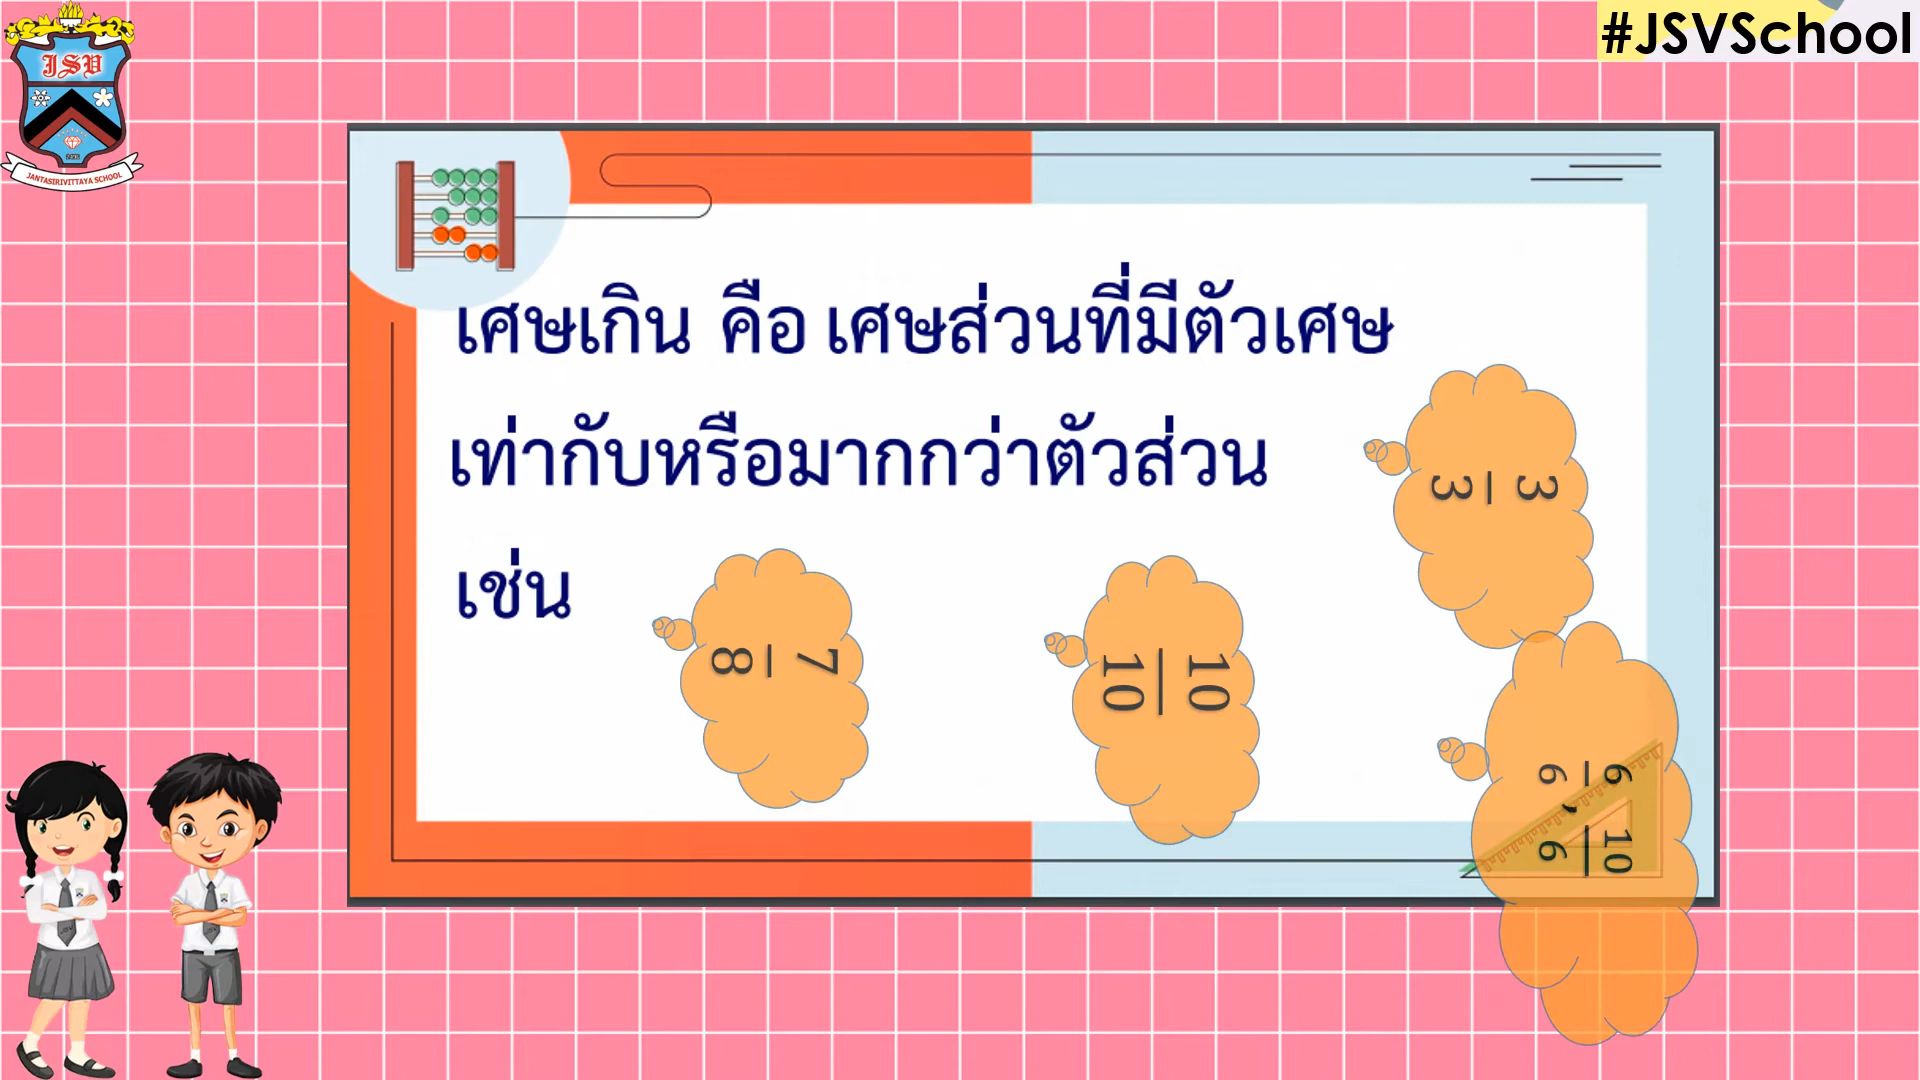 #JSVSchool
JSV
JANTASIRIVITTAYA SCHOOL
เศษเกิน คือ เศษส่วนที่มีตัวเศษ
เท่ากับหรือมากกว่าตัวส่วน
เช่น
3/3
7/8
10/10
6/6 , 10/6